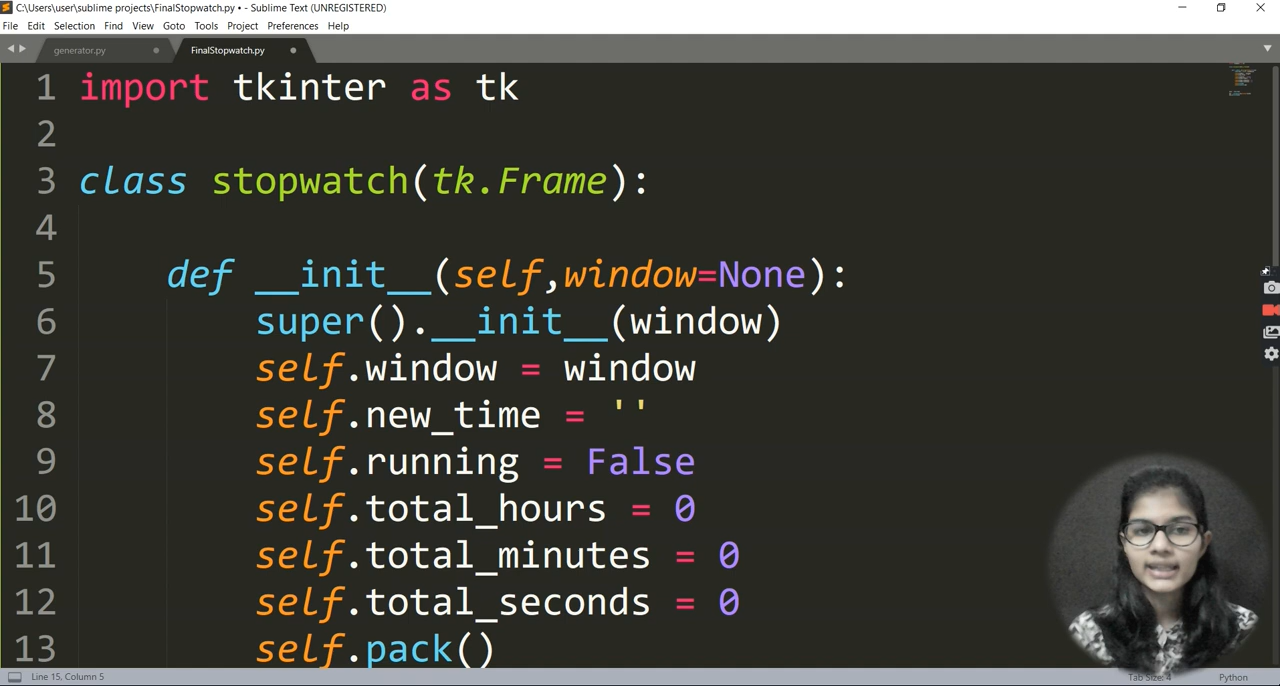 C:\Users\user\sublime projects\FinalStopwatch.py • - Sublime Text (UNREGISTERED)
File Edit Selection Find View Goto Tools Project Preferences Help
generator.py FinalStopwatch.py
1 import tkinter as tk
2
3 class stopwatch(tk.Frame):
4
5 def __init__(self,window=None):
6 super().__init__(window)
7 self.window = window
8 self.new_time = ''
9 self.running = False
10 self.total_hours = 0
11 self.total_minutes = 0
12 self.total_seconds = 0
13 self.pack()
Line 15, Column 5 Tab Size: 4 Python